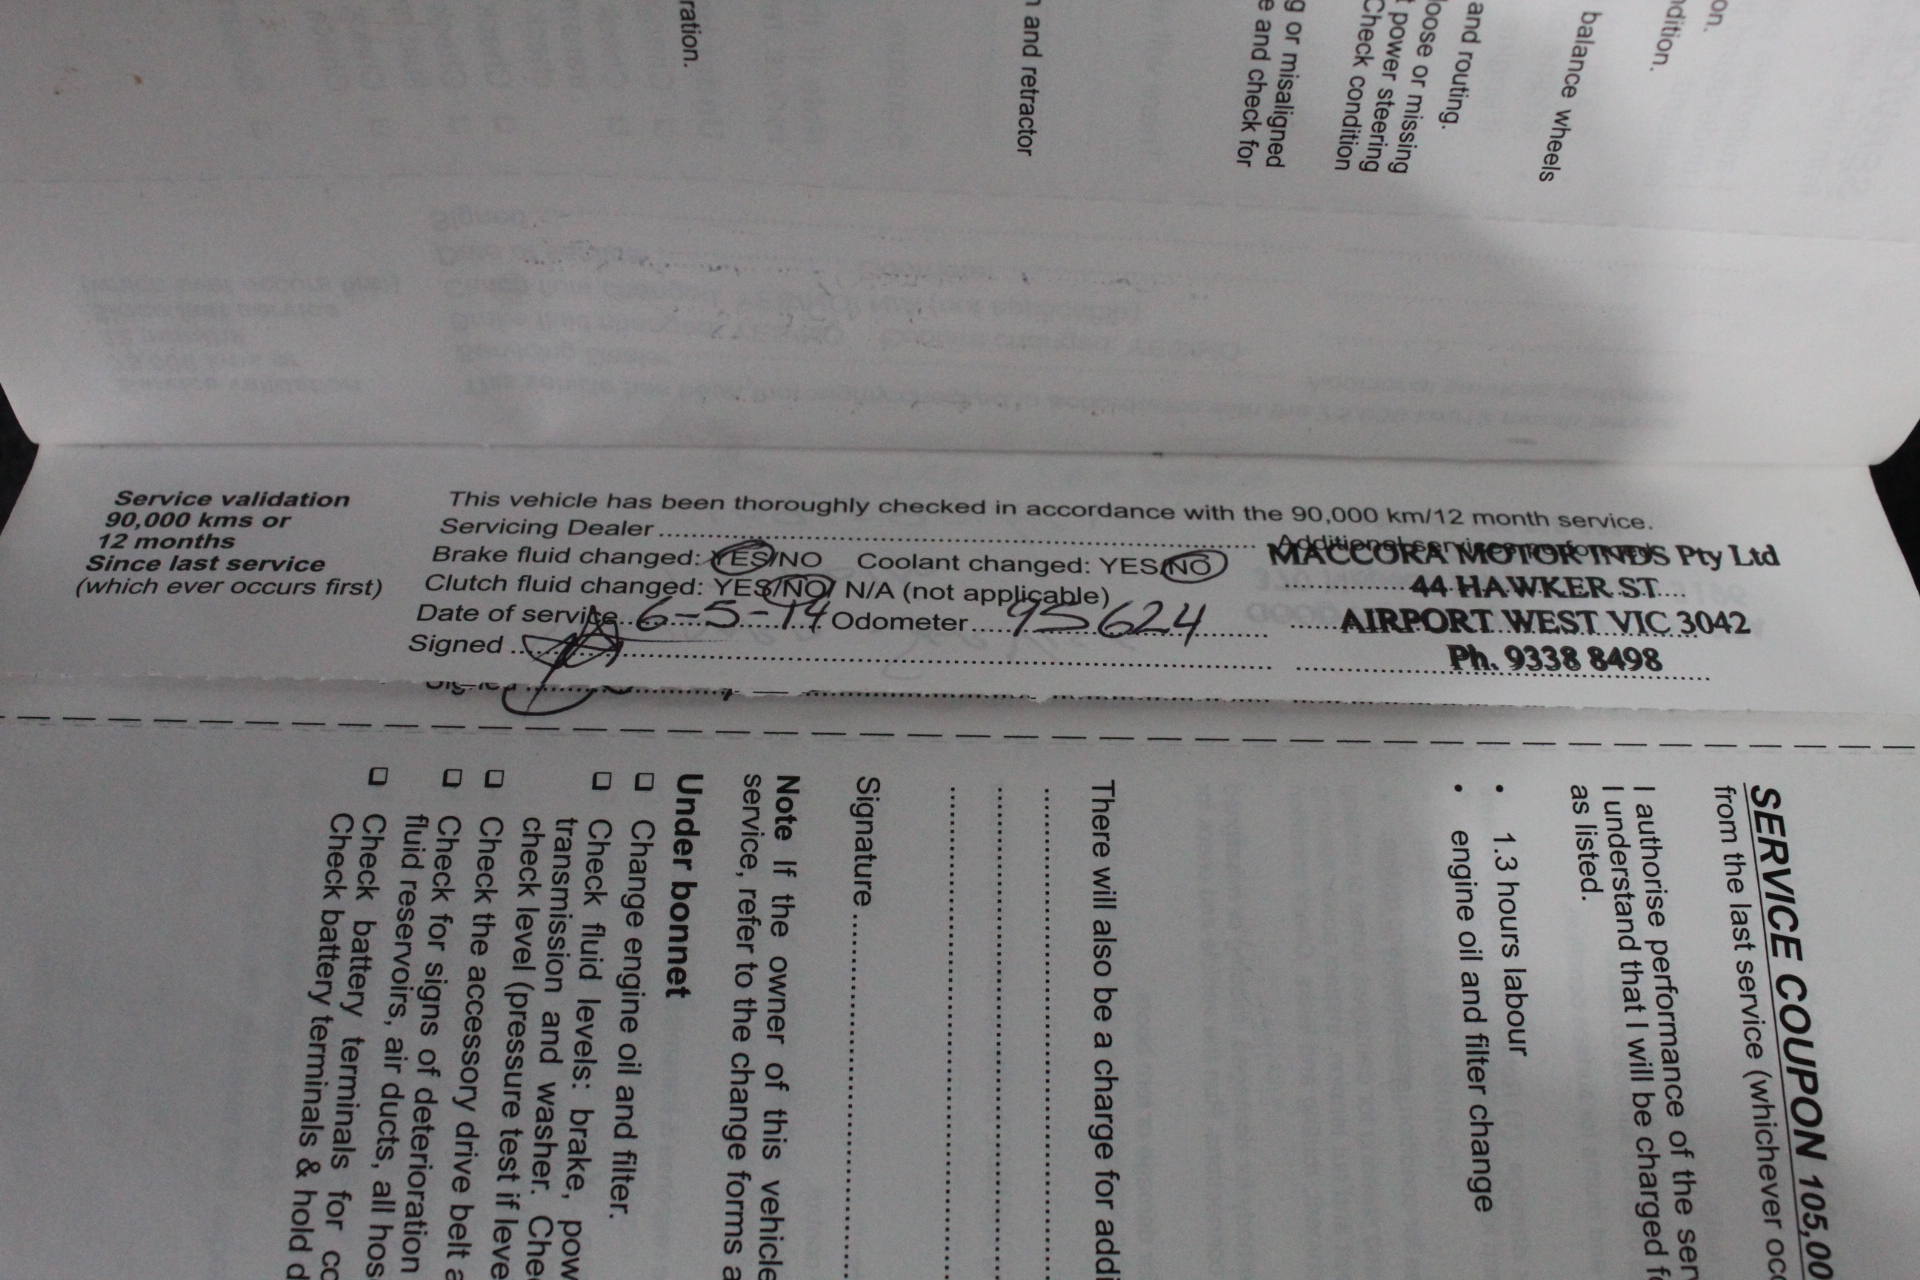 ration.
n and retractor
g or misaligned
e and check for
and routing.
loose or missing
t power steering
Check condition
balance wheels
ndition.
on.
Service validation
90,000 kms or
12 months
Since last service
(which ever occurs first)
This vehicle has been thoroughly checked in accordance with the 90,000 km/12 month service.
Servicing Dealer
Additional services performed
Brake fluid changed: YES/NO Coolant changed: YES/NO
Clutch fluid changed: YES/NO/ N/A (not applicable)
Date of service 6-5-14 Odometer 95624
Signed
MACCORA MOTOR INDS Pty Ltd
44 HAWKER ST
AIRPORT WEST VIC 3042
Ph. 9338 8498
SERVICE COUPON 105,00
from the last service (whichever occ
I authorise performance of the ser
I understand that I will be charged fo
as listed.
• 1.3 hours labour
• engine oil and filter change
There will also be a charge for addi
Signature
Note If the owner of this vehicle
service, refer to the change forms a
Under bonnet
❑ Change engine oil and filter.
❑ Check fluid levels: brake, pow
transmission and washer. Chec
check level (pressure test if leve
❑ Check the accessory drive belt a
❑ Check for signs of deterioration
fluid reservoirs, air ducts, all hos
❑ Check battery terminals for co
Check battery terminals & hold d